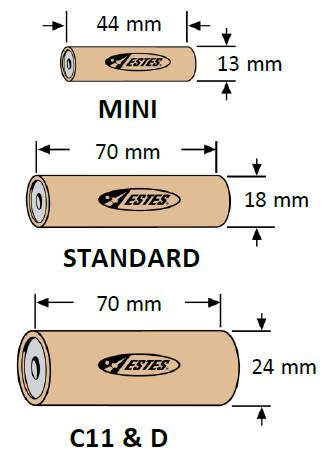 44 mm
ESTES
13 mm
MINI
70 mm
ESTES
18 mm
STANDARD
70 mm
ESTES
24 mm
C11 & D